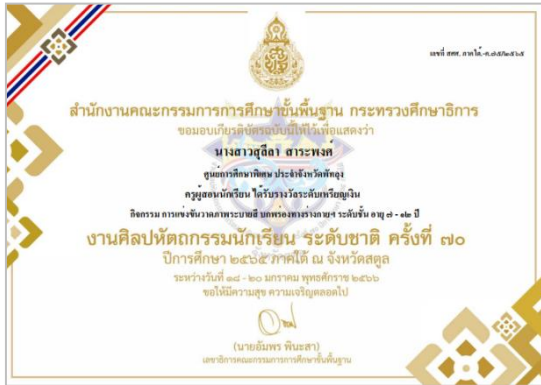 เลขที่ สศศ. ภาคใต้.-ค.๗๕/๒๕๖๕
สำนักงานคณะกรรมการการศึกษาขั้นพื้นฐาน กระทรวงศึกษาธิการ
ขอมอบเกียรติบัตรฉบับนี้ให้ไว้เพื่อแสดงว่า
นางสาวสุลีลา สาระพงค์
ศูนย์การศึกษาพิเศษ ประจำจังหวัดพัทลุง
ครูผู้สอนนักเรียน ได้รับรางวัลระดับเหรียญเงิน
กิจกรรม การแข่งขันวาดภาพระบายสี บกพร่องทางร่างกายฯ ระดับชั้น อายุ ๗ - ๑๒ ปี
งานศิลปหัตถกรรมนักเรียน ระดับชาติ ครั้งที่ ๗๐
ปีการศึกษา ๒๕๖๕ ภาคใต้ ณ จังหวัดสตูล
ระหว่างวันที่ ๑๘ - ๒๐ มกราคม พุทธศักราช ๒๕๖๖
ขอให้มีความสุข ความเจริญตลอดไป
(นายอัมพร พินะสา)
เลขาธิการคณะกรรมการการศึกษาขั้นพื้นฐาน